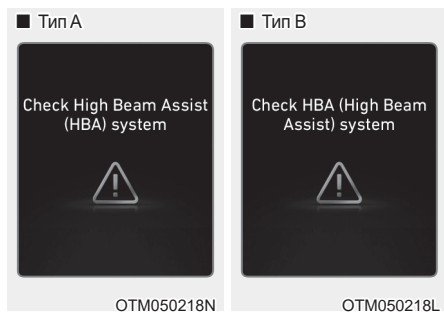 ■ Тип А
Check High Beam Assist
(HBA) system
OTM050218N
■ Тип В
Check HBA (High Beam
Assist) system
OTM050218L